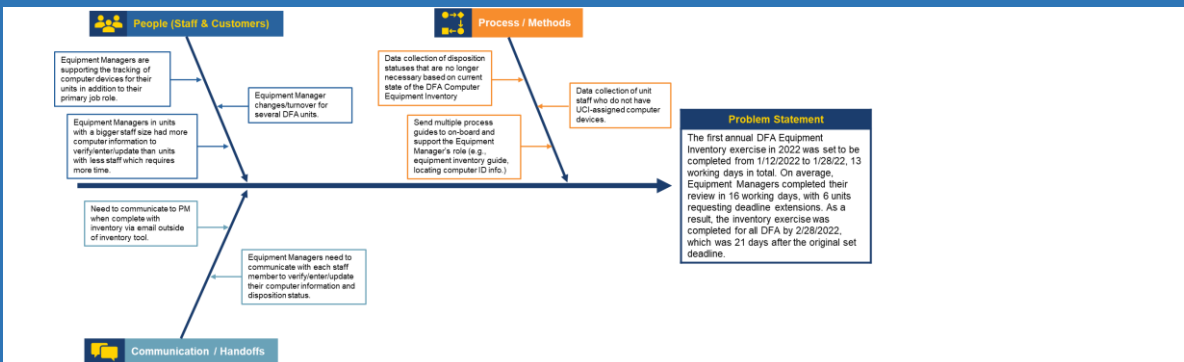 People (Staff & Customers)
Process / Methods
Equipment Managers are
supporting the tracking of
computer devices for their
units in addition to their
primary job role.
Equipment Manager
changes/turnover for
several DFA units.
Equipment Managers in units
with a bigger staff size had more
computer information to
verify/enter/update than units
with less staff which requires
more time.
Data collection of disposition
statuses that are no longer
necessary based on current
state of the DFA Computer
Equipment Inventory
Data collection of unit
staff who do not have
UCI-assigned computer
devices.
Send multiple process
guides to on-board and
support the Equipment
Manager's role (e.g.,
equipment inventory guide,
locating computer ID info.)
Problem Statement
The first annual DFA Equipment
Inventory exercise in 2022 was set to be
completed from 1/12/2022 to 1/28/22, 13
working days in total. On average,
Equipment Managers completed their
review in 16 working days, with 6 units
requesting deadline extensions. As a
result, the inventory exercise was
completed for all DFA by 2/28/2022,
which was 21 days after the original set
deadline.
Need to communicate to PM
when complete with
inventory via email outside
of inventory tool.
Equipment Managers need to
communicate with each staff
member to verify/enter/update
their computer information and
disposition status.
Communication / Handoffs